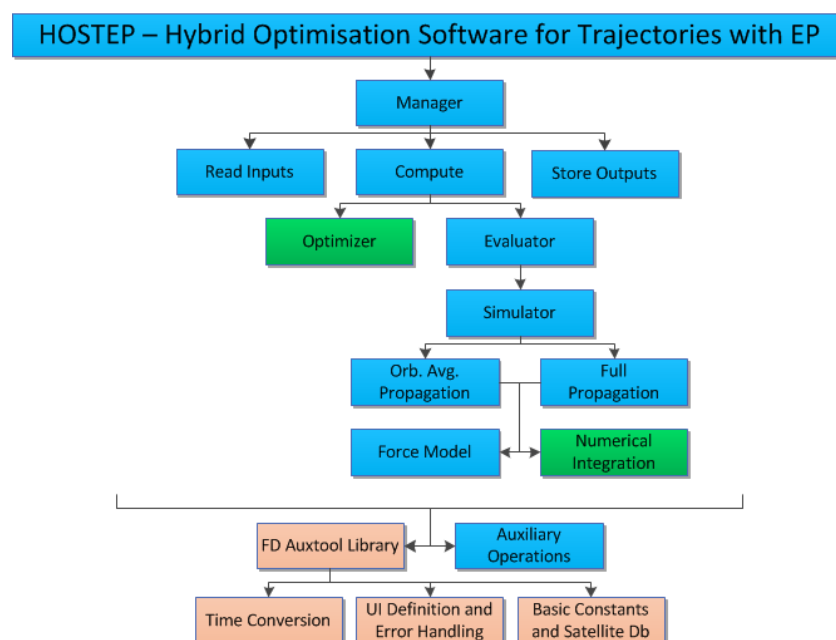 HOSTEP – Hybrid Optimisation Software for Trajectories with EP
Manager
Read Inputs
Compute
Store Outputs
Optimizer
Evaluator
Simulator
Orb. Avg.
Propagation
Full
Propagation
Force Model
Numerical
Integration
FD Auxtool Library
Auxiliary
Operations
Time Conversion
UI Definition and
Error Handling
Basic Constants
and Satellite Db